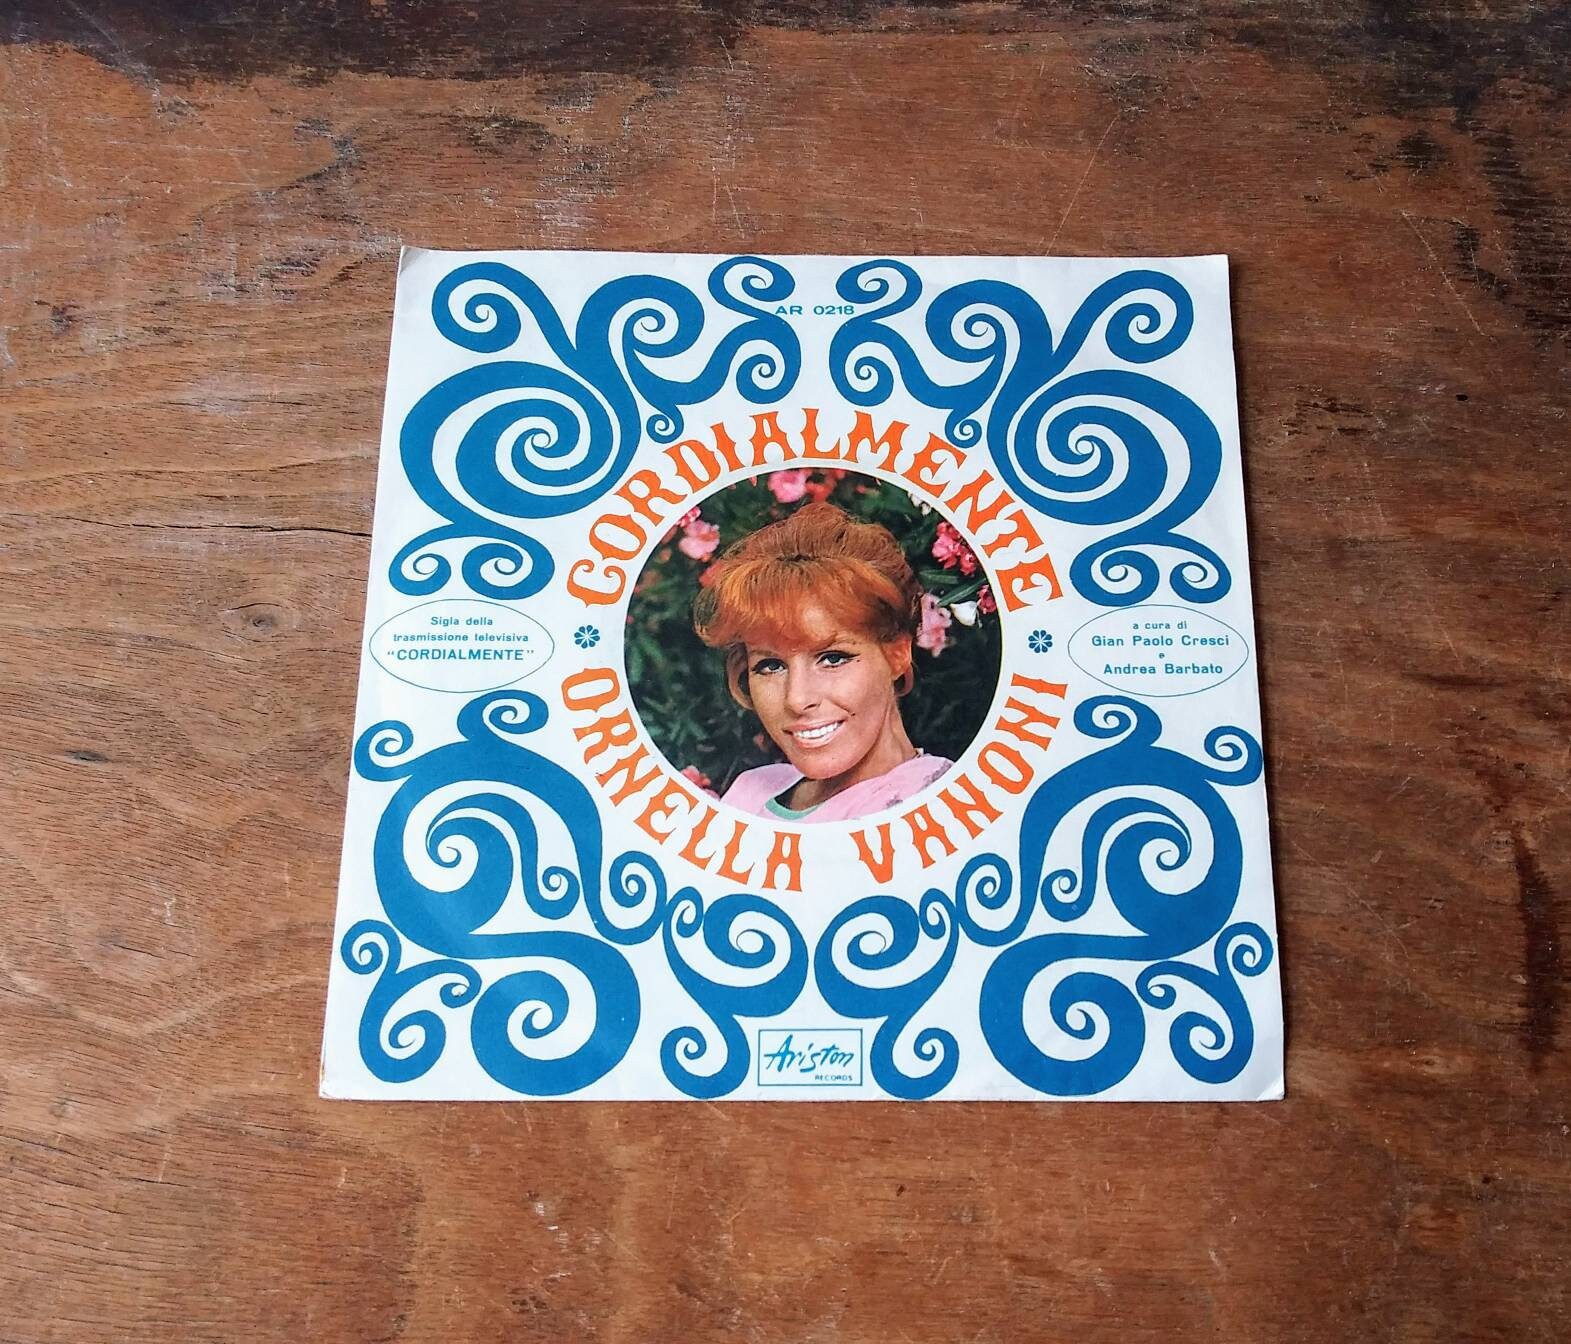 AR 0218
CORDIALMENTE
Sigla della
trasmissione televisiva
"CORDIALMENTE"
a cura di
Gian Paolo Cresci
e
Andrea Barbato
ORNELLA VANONI
Ariston
RECORDS